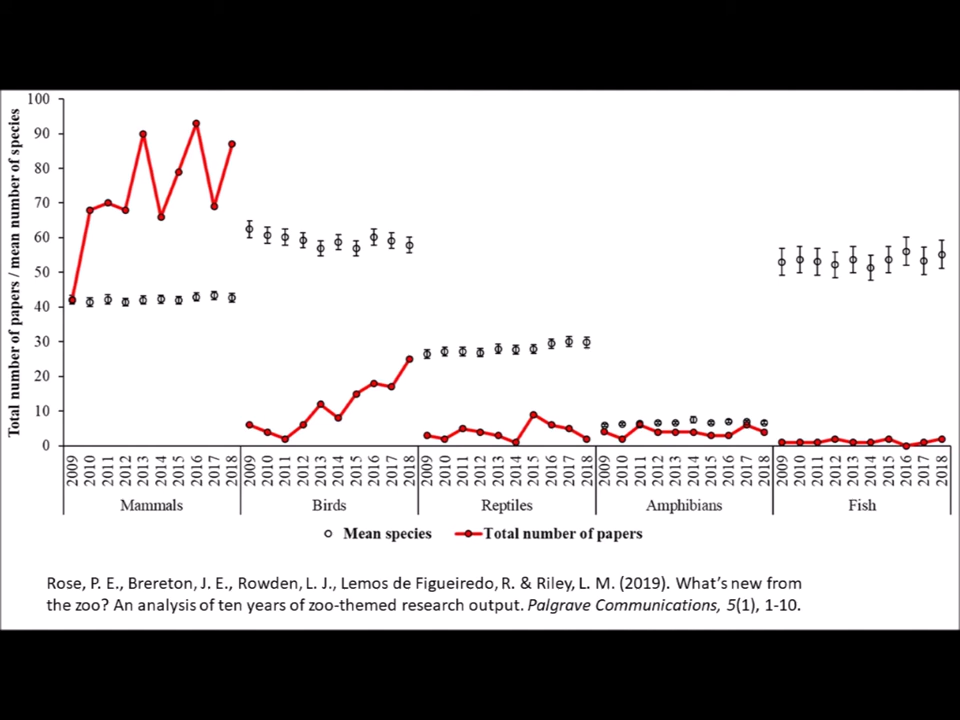 Total number of papers / mean number of species
100
90
80
70
60
50
40
30
20
10
0
2009 2010 2011 2012 2013 2014 2015 2016 2017 2018 2009 2010 2011 2012 2013 2014 2015 2016 2017 2018 2009 2010 2011 2012 2013 2014 2015 2016 2017 2018 2009 2010 2011 2012 2013 2014 2015 2016 2017 2018 2009 2010 2011 2012 2013 2014 2015 2016 2017 2018
Mammals Birds Reptiles Amphibians Fish
Mean species Total number of papers
Rose, P. E., Brereton, J. E., Rowden, L. J., Lemos de Figueiredo, R. & Riley, L. M. (2019). What’s new from
the zoo? An analysis of ten years of zoo-themed research output. Palgrave Communications, 5(1), 1-10.